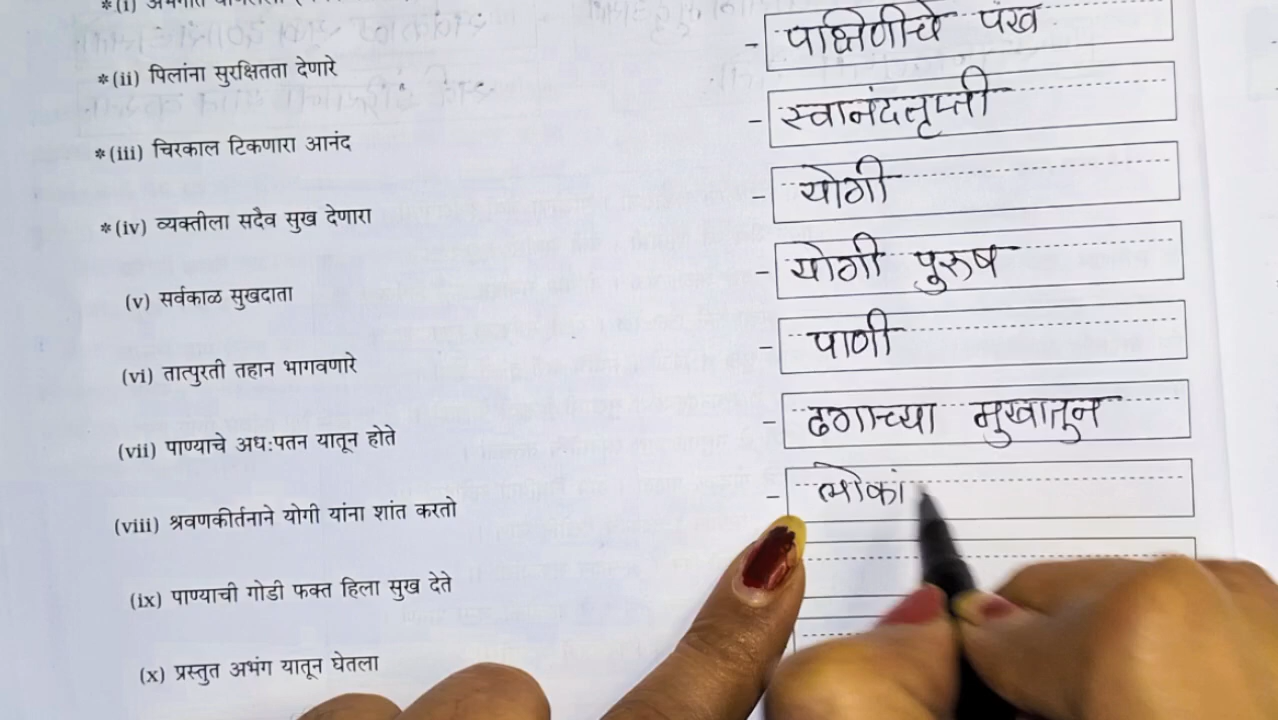 *(ii) पिलांना सुरक्षितता देणारे - पक्षिणीचे पंख
*(iii) चिरकाल टिकणारा आनंद - स्वानंदतृप्ती
*(iv) व्यक्तीला सदैव सुख देणारा - योगी
(v) सर्वकाळ सुखदाता - योगी पुरुष
(vi) तात्पुरती तहान भागवणारे - पाणी
(vii) पाण्याचे अध:पतन यातून होते - ढगाच्या मुखातुन
(viii) श्रवणकीर्तनाने योगी यांना शांत करतो - लोकां
(ix) पाण्याची गोडी फक्त हिला सुख देते
(x) प्रस्तुत अभंग यातून घेतला